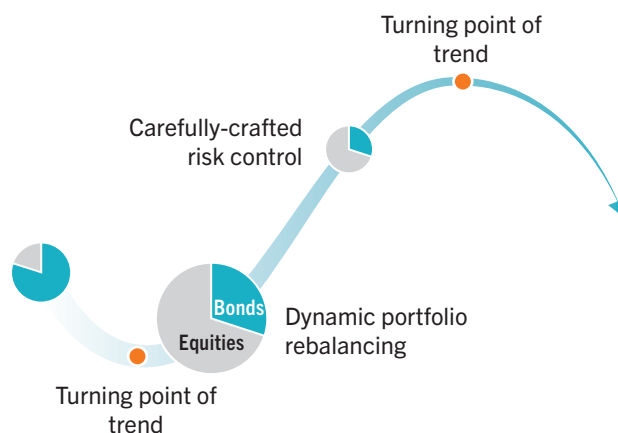 Turning point of
trend
Carefully-crafted
risk control
Bonds
Equities
Dynamic portfolio
rebalancing
Turning point of
trend